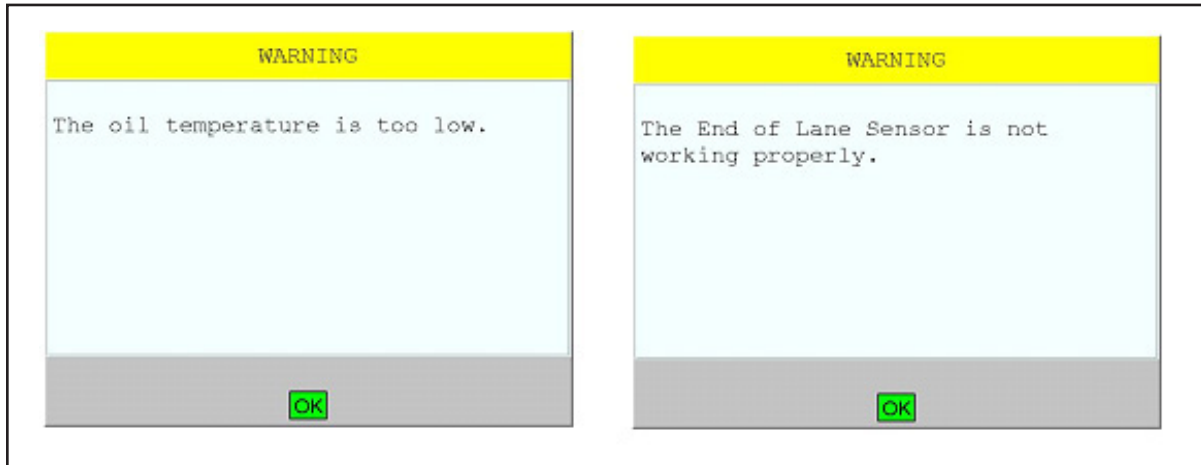 WARNING
The oil temperature is too low.
OK
WARNING
The End of Lane Sensor is not
working properly.
OK